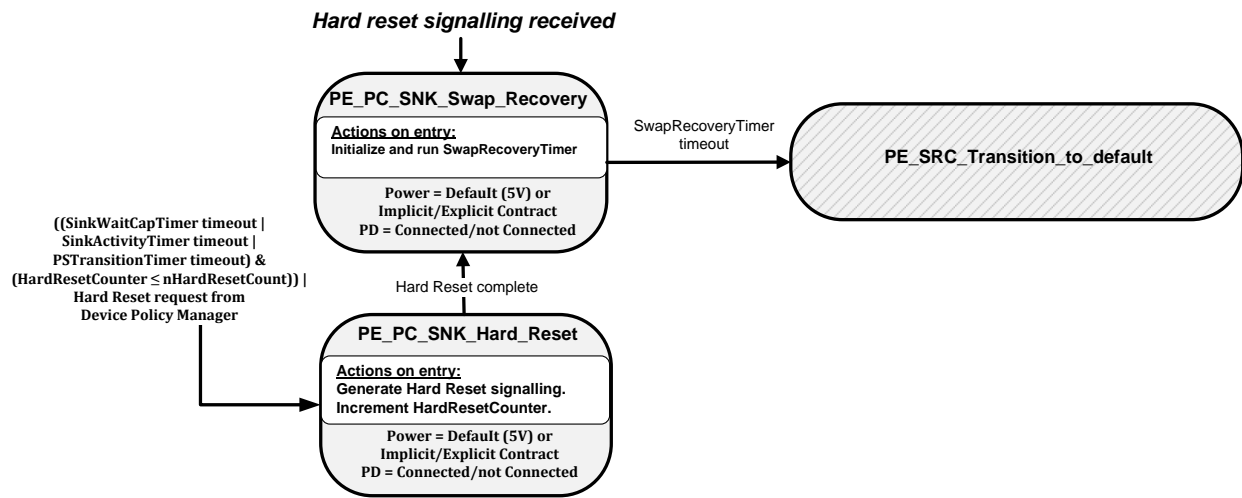 Hard reset signalling received
PE_PC_SNK_Swap_Recovery
Actions on entry:
Initialize and run SwapRecoveryTimer
Power = Default (5V) or
Implicit/Explicit Contract
PD = Connected/not Connected
SwapRecoveryTimer
timeout
PE_SRC_Transition_to_default
((SinkWaitCapTimer timeout |
SinkActivityTimer timeout |
PSTransitionTimer timeout) &
(HardResetCounter ≤ nHardResetCount)) |
Hard Reset request from
Device Policy Manager
Hard Reset complete
PE_PC_SNK_Hard_Reset
Actions on entry:
Generate Hard Reset signalling.
Increment HardResetCounter.
Power = Default (5V) or
Implicit/Explicit Contract
PD = Connected/not Connected